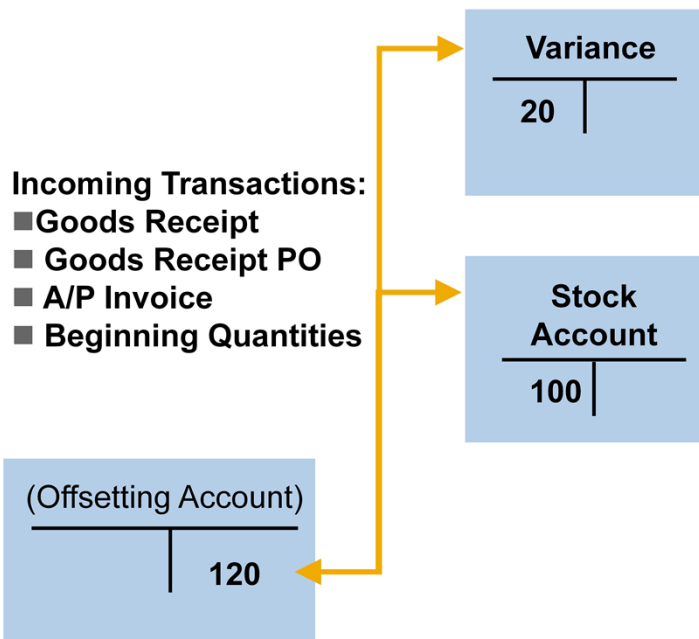 Variance
20
Incoming Transactions:
Goods Receipt
Goods Receipt PO
A/P Invoice
Beginning Quantities
Stock
Account
100
(Offsetting Account)
120